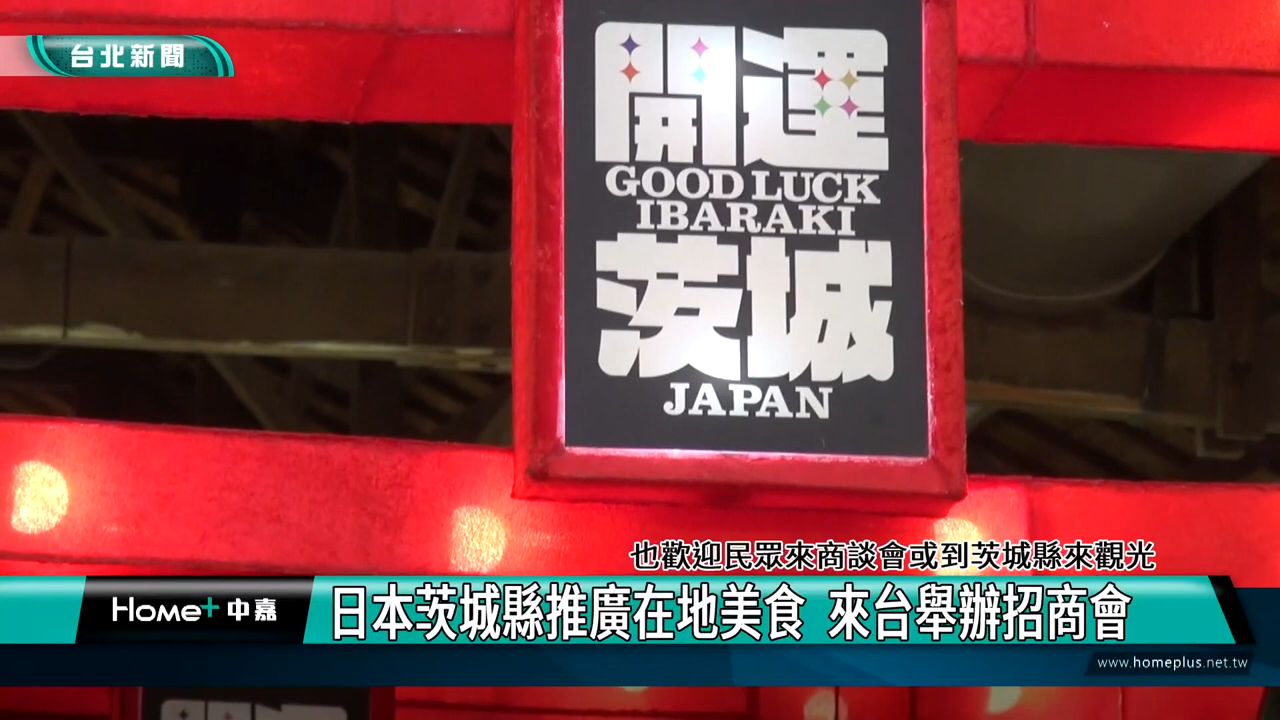 台北新聞
開運
GOOD LUCK
IBARAKI
茨城
JAPAN
也歡迎民眾來商談會或到茨城縣來觀光
Home+中嘉
日本茨城縣推廣在地美食 來台舉辦招商會
www.homeplus.net.tw